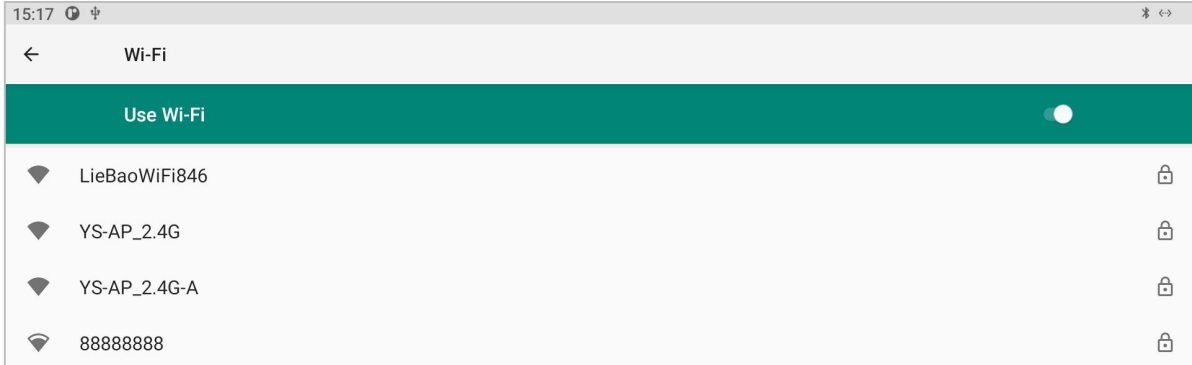 15:17
Wi-Fi
Use Wi-Fi
LieBaoWiFi846
YS-AP_2.4G
YS-AP_2.4G-A
88888888